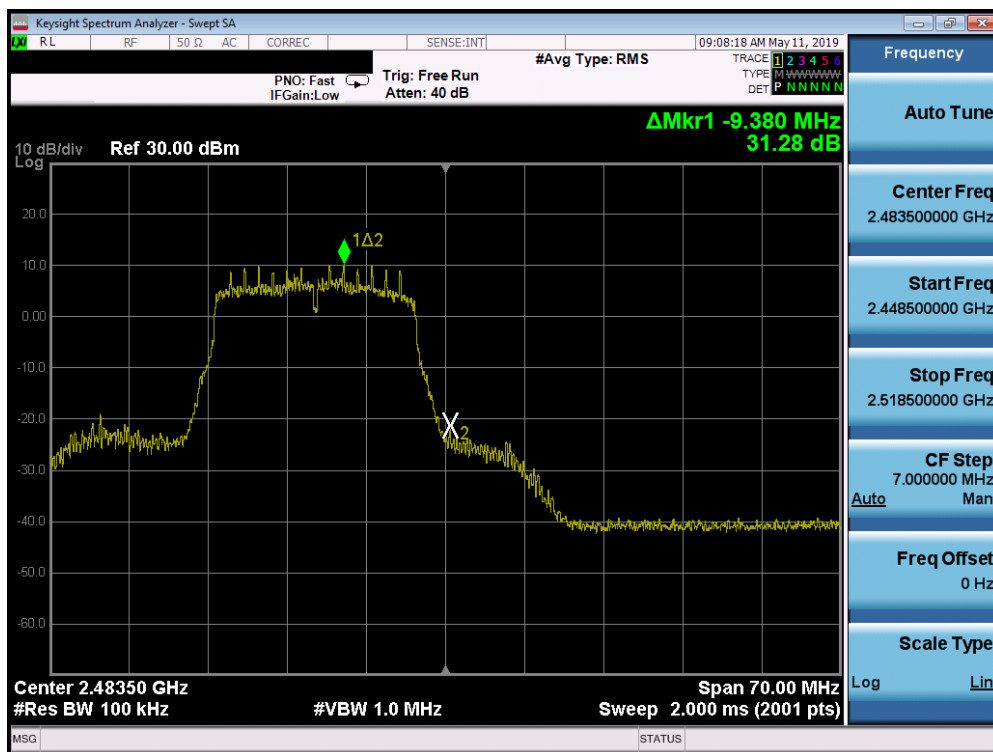 Keysight Spectrum Analyzer - Swept SA
LXI RL RF 50 Ω AC CORREC SENSE:INT 09:08:18 AM May 11, 2019
#Avg Type: RMS TRACE 1 2 3 4 5 6
PNO: Fast Trig: Free Run TYPE M WWWWW
IFGain:Low Atten: 40 dB DET P N N N N N
ΔMkr1 -9.380 MHz
31.28 dB
10 dB/div Ref 30.00 dBm
Log
20.0
10.0
0.00
-10.0
-20.0
-30.0
-40.0
-50.0
-60.0
1Δ2
X2
Center 2.48350 GHz Span 70.00 MHz
#Res BW 100 kHz #VBW 1.0 MHz Sweep 2.000 ms (2001 pts)
MSG STATUS
Frequency
Auto Tune
Center Freq
2.483500000 GHz
Start Freq
2.448500000 GHz
Stop Freq
2.518500000 GHz
CF Step
7.000000 MHz
Auto Man
Freq Offset
0 Hz
Scale Type
Log Lin